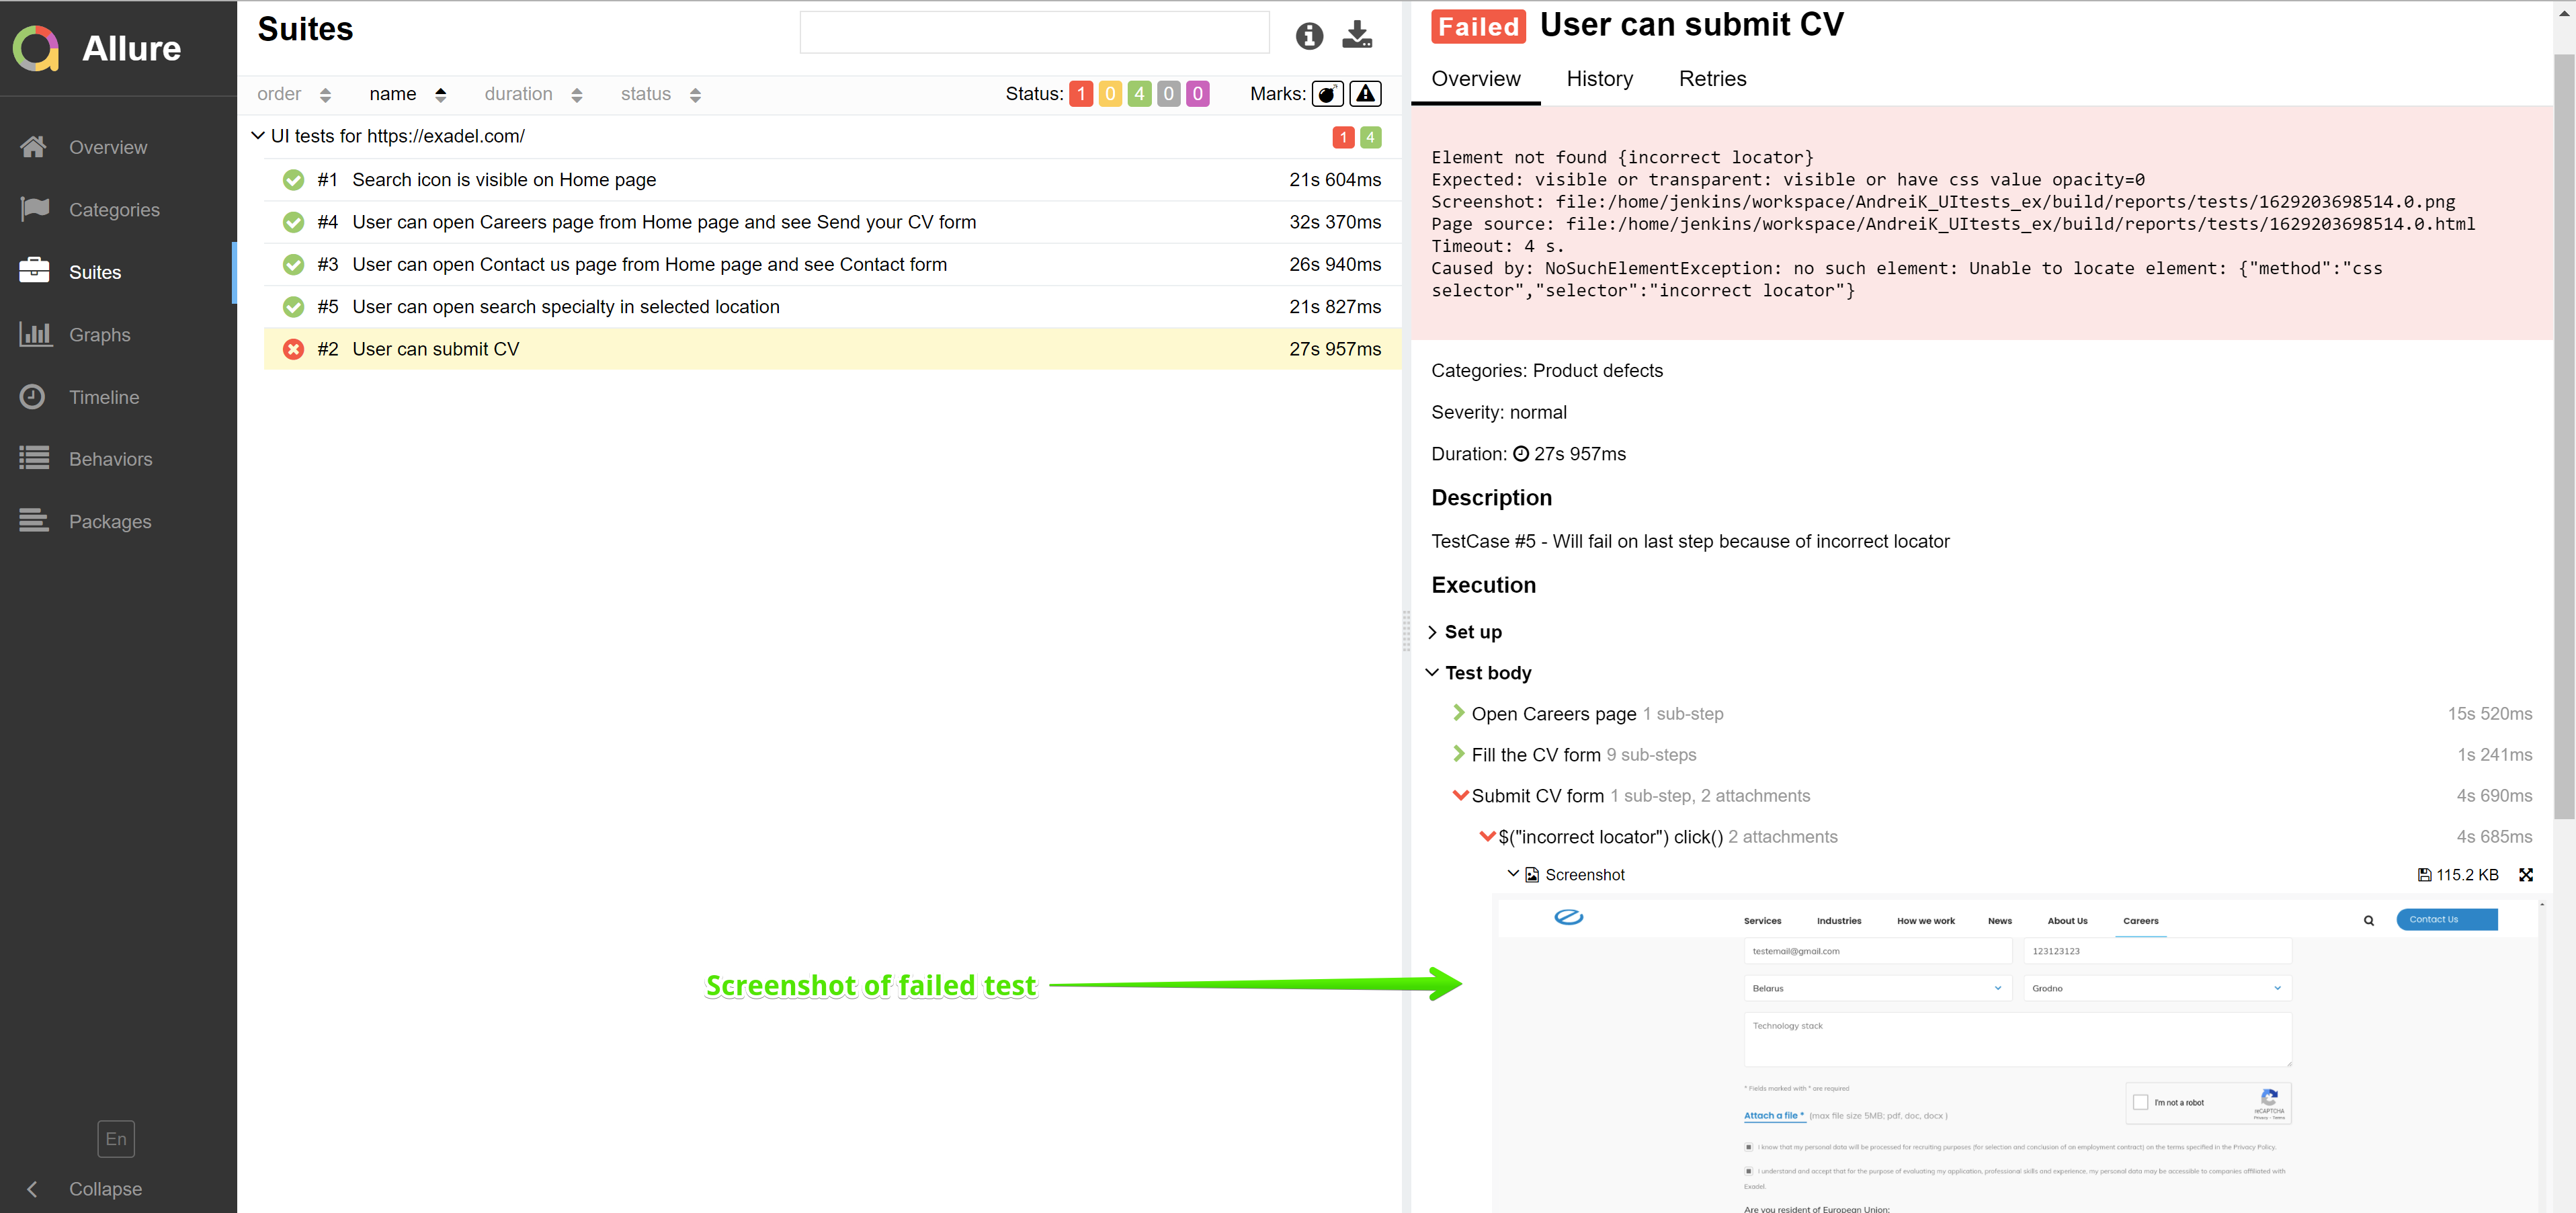 Allure
Overview
Categories
Suites
Graphs
Timeline
Behaviors
Packages
En
Collapse
Suites
order name duration status Status: 1 0 4 0 0 Marks:
UI tests for https://exadel.com/ 1 4
#1 Search icon is visible on Home page 21s 604ms
#4 User can open Careers page from Home page and see Send your CV form 32s 370ms
#3 User can open Contact us page from Home page and see Contact form 26s 940ms
#5 User can open search specialty in selected location 21s 827ms
#2 User can submit CV 27s 957ms
Screenshot of failed test
Failed User can submit CV
Overview History Retries
Element not found {incorrect locator}
Expected: visible or transparent: visible or have css value opacity=0
Screenshot: file:/home/jenkins/workspace/AndreiK_UItests_ex/build/reports/tests/1629203698514.0.png
Page source: file:/home/jenkins/workspace/AndreiK_UItests_ex/build/reports/tests/1629203698514.0.html
Timeout: 4 s.
Caused by: NoSuchElementException: no such element: Unable to locate element: {"method":"css
selector","selector":"incorrect locator"}
Categories: Product defects
Severity: normal
Duration: 27s 957ms
Description
TestCase #5 - Will fail on last step because of incorrect locator
Execution
Set up
Test body
Open Careers page 1 sub-step 15s 520ms
Fill the CV form 9 sub-steps 1s 241ms
Submit CV form 1 sub-step, 2 attachments 4s 690ms
$("incorrect locator") click() 2 attachments 4s 685ms
Screenshot 115.2 KB
Services Industries How we work News About Us Careers Contact Us
testemail@gmail.com 123123123
Belarus Grodno
Technology stack
* Fields marked with * are required
Attach a file * (max file size 5MB; pdf, doc, docx )
I'm not a robot
reCAPTCHA
Privacy - Terms
I know that my personal data will be processed for recruiting purposes (for selection and conclusion of an employment contract) on the terms specified in the Privacy Policy.
I understand and accept that for the purpose of evaluating my application, professional skills and experience, my personal data may be accessible to companies affiliated with
Exadel.
Are you resident of European Union: